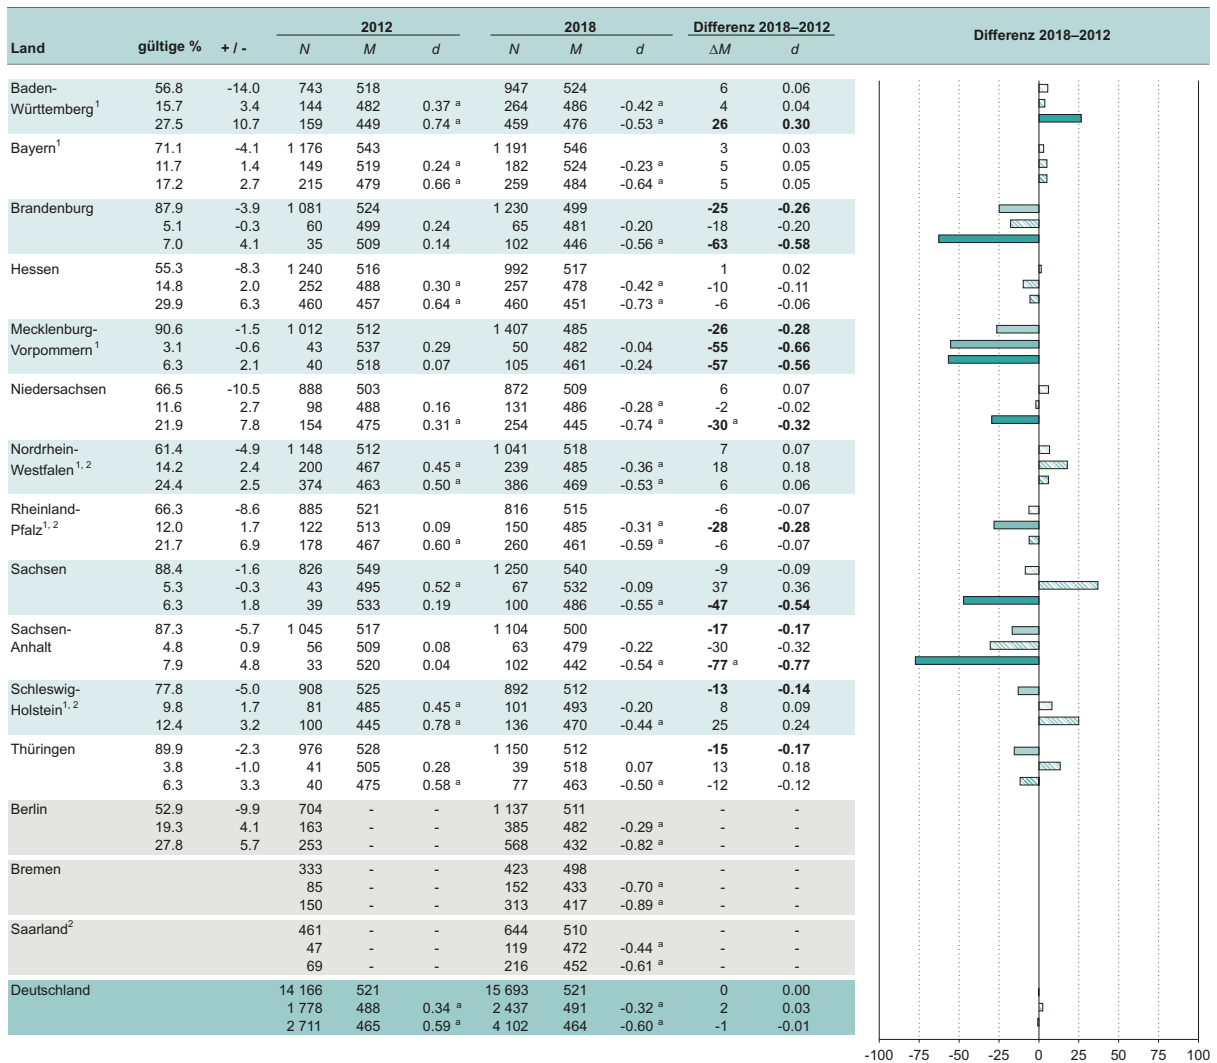 2012 2018 Differenz 2018–2012
Land gültige % + / - N M d N M d ΔM d Differenz 2018–2012
Baden- 56.8 -14.0 743 518 947 524 6 0.06
Württemberg¹ 15.7 3.4 144 482 0.37 ᵃ 264 486 -0.42 ᵃ 4 0.04
27.5 10.7 159 449 0.74 ᵃ 459 476 -0.53 ᵃ 26 0.30
Bayern¹ 71.1 -4.1 1 176 543 1 191 546 3 0.03
11.7 1.4 149 519 0.24 ᵃ 182 524 -0.23 ᵃ 5 0.05
17.2 2.7 215 479 0.66 ᵃ 259 484 -0.64 ᵃ 5 0.05
Brandenburg 87.9 -3.9 1 081 524 1 230 499 -25 -0.26
5.1 -0.3 60 499 0.24 65 481 -0.20 -18 -0.20
7.0 4.1 35 509 0.14 102 446 -0.56 ᵃ -63 -0.58
Hessen 55.3 -8.3 1 240 516 992 517 1 0.02
14.8 2.0 252 488 0.30 ᵃ 257 478 -0.42 ᵃ -10 -0.11
29.9 6.3 460 457 0.64 ᵃ 460 451 -0.73 ᵃ -6 -0.06
Mecklenburg- 90.6 -1.5 1 012 512 1 407 485 -26 -0.28
Vorpommern¹ 3.1 -0.6 43 537 0.29 50 482 -0.04 -55 -0.66
6.3 2.1 40 518 0.07 105 461 -0.24 -57 -0.56
Niedersachsen 66.5 -10.5 888 503 872 509 6 0.07
11.6 2.7 98 488 0.16 131 486 -0.28 ᵃ -2 -0.02
21.9 7.8 154 475 0.31 ᵃ 254 445 -0.74 ᵃ -30 ᵃ -0.32
Nordrhein- 61.4 -4.9 1 148 512 1 041 518 7 0.07
Westfalen¹˒ ² 14.2 2.4 200 467 0.45 ᵃ 239 485 -0.36 ᵃ 18 0.18
24.4 2.5 374 463 0.50 ᵃ 386 469 -0.53 ᵃ 6 0.06
Rheinland- 66.3 -8.6 885 521 816 515 -6 -0.07
Pfalz¹˒ ² 12.0 1.7 122 513 0.09 150 485 -0.31 ᵃ -28 -0.28
21.7 6.9 178 467 0.60 ᵃ 260 461 -0.59 ᵃ -6 -0.07
Sachsen 88.4 -1.6 826 549 1 250 540 -9 -0.09
5.3 -0.3 43 495 0.52 ᵃ 67 532 -0.09 37 0.36
6.3 1.8 39 533 0.19 100 486 -0.55 ᵃ -47 -0.54
Sachsen- 87.3 -5.7 1 045 517 1 104 500 -17 -0.17
Anhalt 4.8 0.9 56 509 0.08 63 479 -0.22 -30 -0.32
7.9 4.8 33 520 0.04 102 442 -0.54 ᵃ -77 ᵃ -0.77
Schleswig- 77.8 -5.0 908 525 892 512 -13 -0.14
Holstein¹˒ ² 9.8 1.7 81 485 0.45 ᵃ 101 493 -0.20 8 0.09
12.4 3.2 100 445 0.78 ᵃ 136 470 -0.44 ᵃ 25 0.24
Thüringen 89.9 -2.3 976 528 1 150 512 -15 -0.17
3.8 -1.0 41 505 0.28 39 518 0.07 13 0.18
6.3 3.3 40 475 0.58 ᵃ 77 463 -0.50 ᵃ -12 -0.12
Berlin 52.9 -9.9 704 - - 1 137 511 - -
19.3 4.1 163 - - 385 482 -0.29 ᵃ - -
27.8 5.7 253 - - 568 432 -0.82 ᵃ - -
Bremen 333 - - 423 498 - -
85 - - 152 433 -0.70 ᵃ - -
150 - - 313 417 -0.89 ᵃ - -
Saarland² 461 - - 644 510 - -
47 - - 119 472 -0.44 ᵃ - -
69 - - 216 452 -0.61 ᵃ - -
Deutschland 14 166 521 15 693 521 0 0.00
1 778 488 0.34 ᵃ 2 437 491 -0.32 ᵃ 2 0.03
2 711 465 0.59 ᵃ 4 102 464 -0.60 ᵃ -1 -0.01
-100 -75 -50 -25 0 25 50 75 100